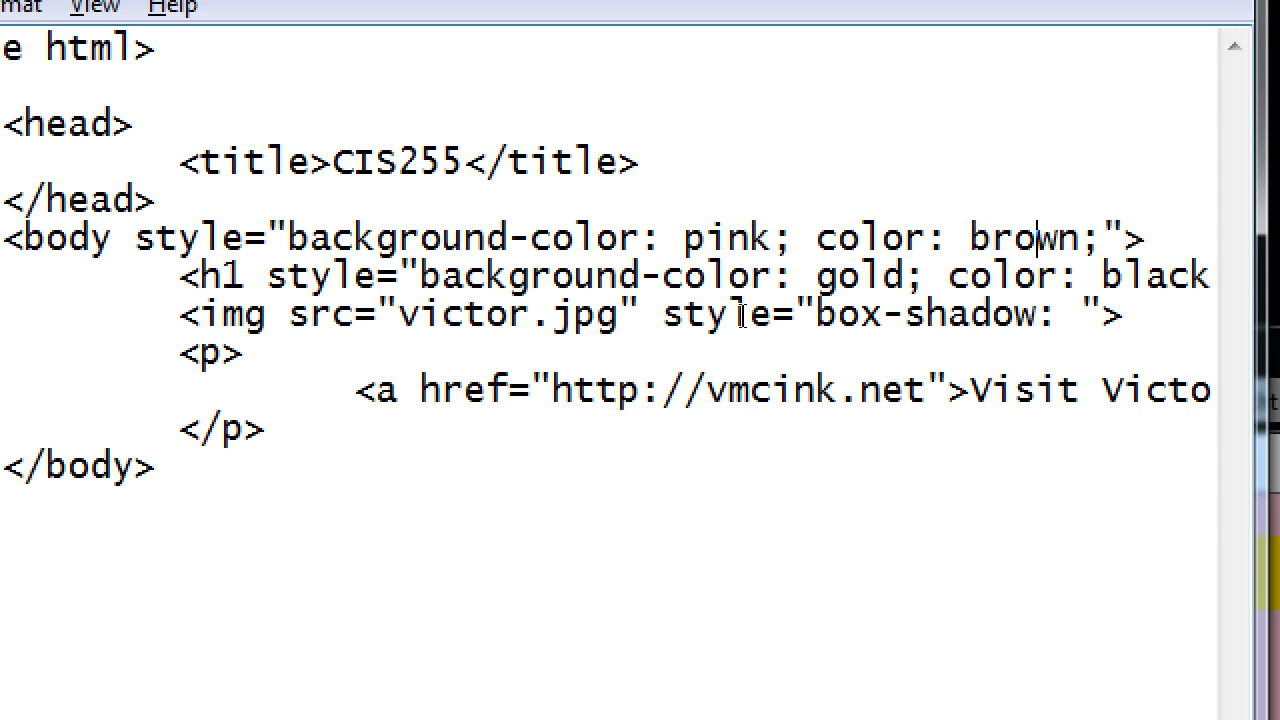 mat View Help
e html>
<head>
<title>CIS255</title>
</head>
<body style="background-color: pink; color: brown;">
<h1 style="background-color: gold; color: black
<img src="victor.jpg" style="box-shadow: ">
<p>
<a href="http://vmcink.net">Visit Victo
</p>
</body>
t